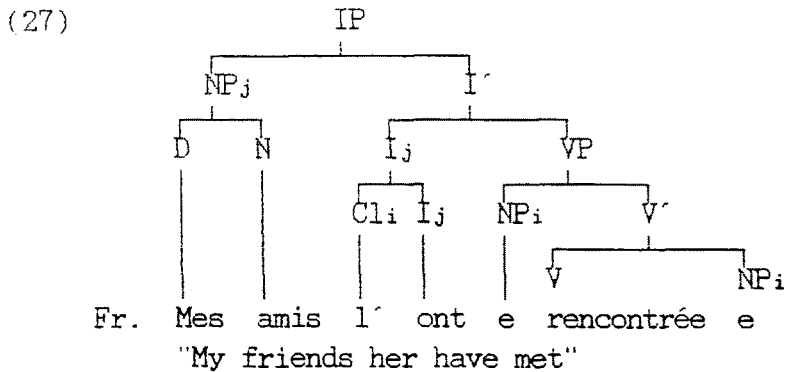 (27) IP
NPj I´
D N Ij VP
Cli Ij NPi V´
V NPi
Fr. Mes amis l´ ont e rencontrée e
"My friends her have met"